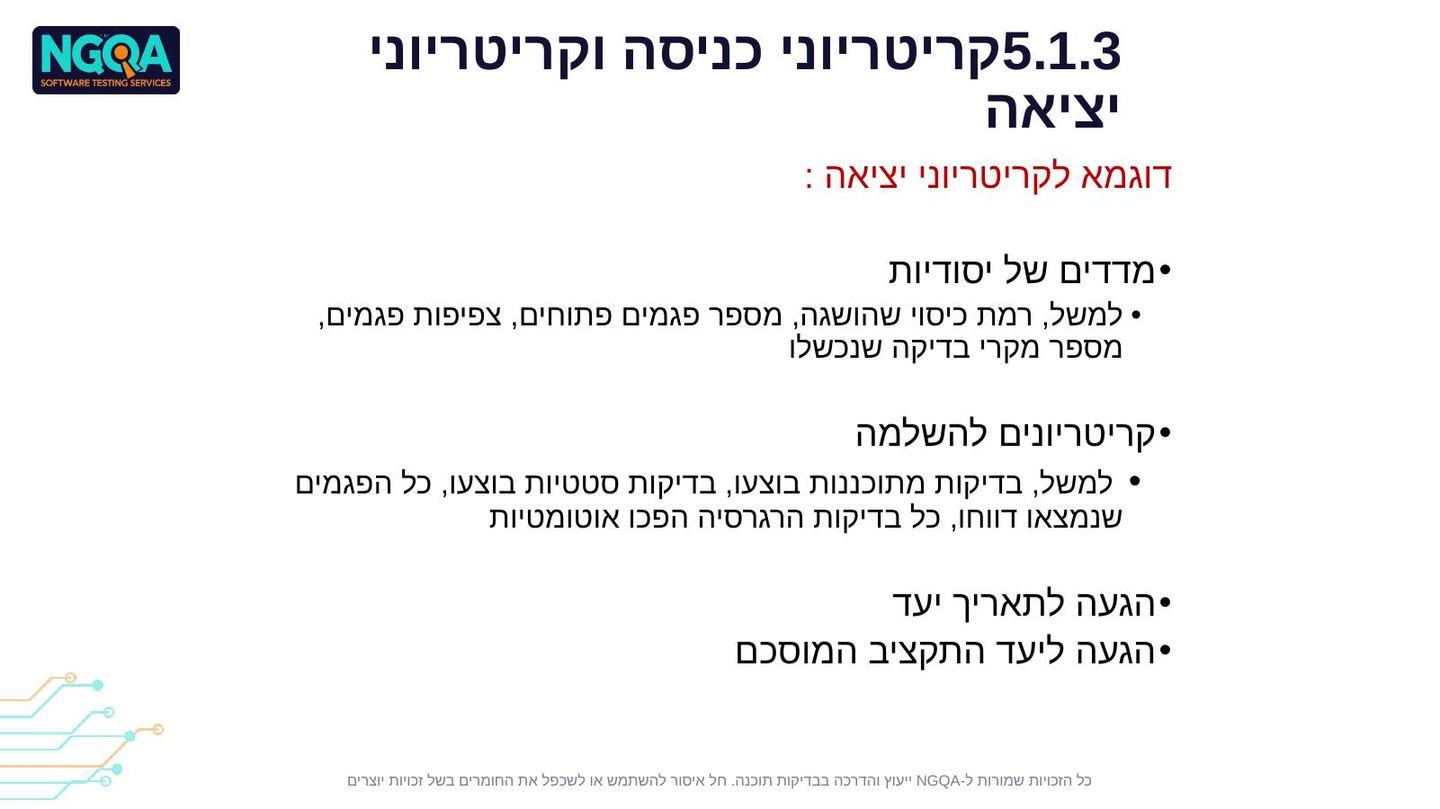 NGQA
SOFTWARE TESTING SERVICES
5.1.3קריטריוני כניסה וקריטריוני
יציאה
דוגמא לקריטריוני יציאה :
•מדדים של יסודיות
• למשל, רמת כיסוי שהושגה, מספר פגמים פתוחים, צפיפות פגמים,
מספר מקרי בדיקה שנכשלו
•קריטריונים להשלמה
• למשל, בדיקות מתוכננות בוצעו, בדיקות סטטיות בוצעו, כל הפגמים
שנמצאו דווחו, כל בדיקות הרגרסיה הפכו אוטומטיות
•הגעה לתאריך יעד
•הגעה ליעד התקציב המוסכם
כל הזכויות שמורות ל-NGQA ייעוץ והדרכה בבדיקות תוכנה. חל איסור להשתמש או לשכפל את החומרים בשל זכויות יוצרים